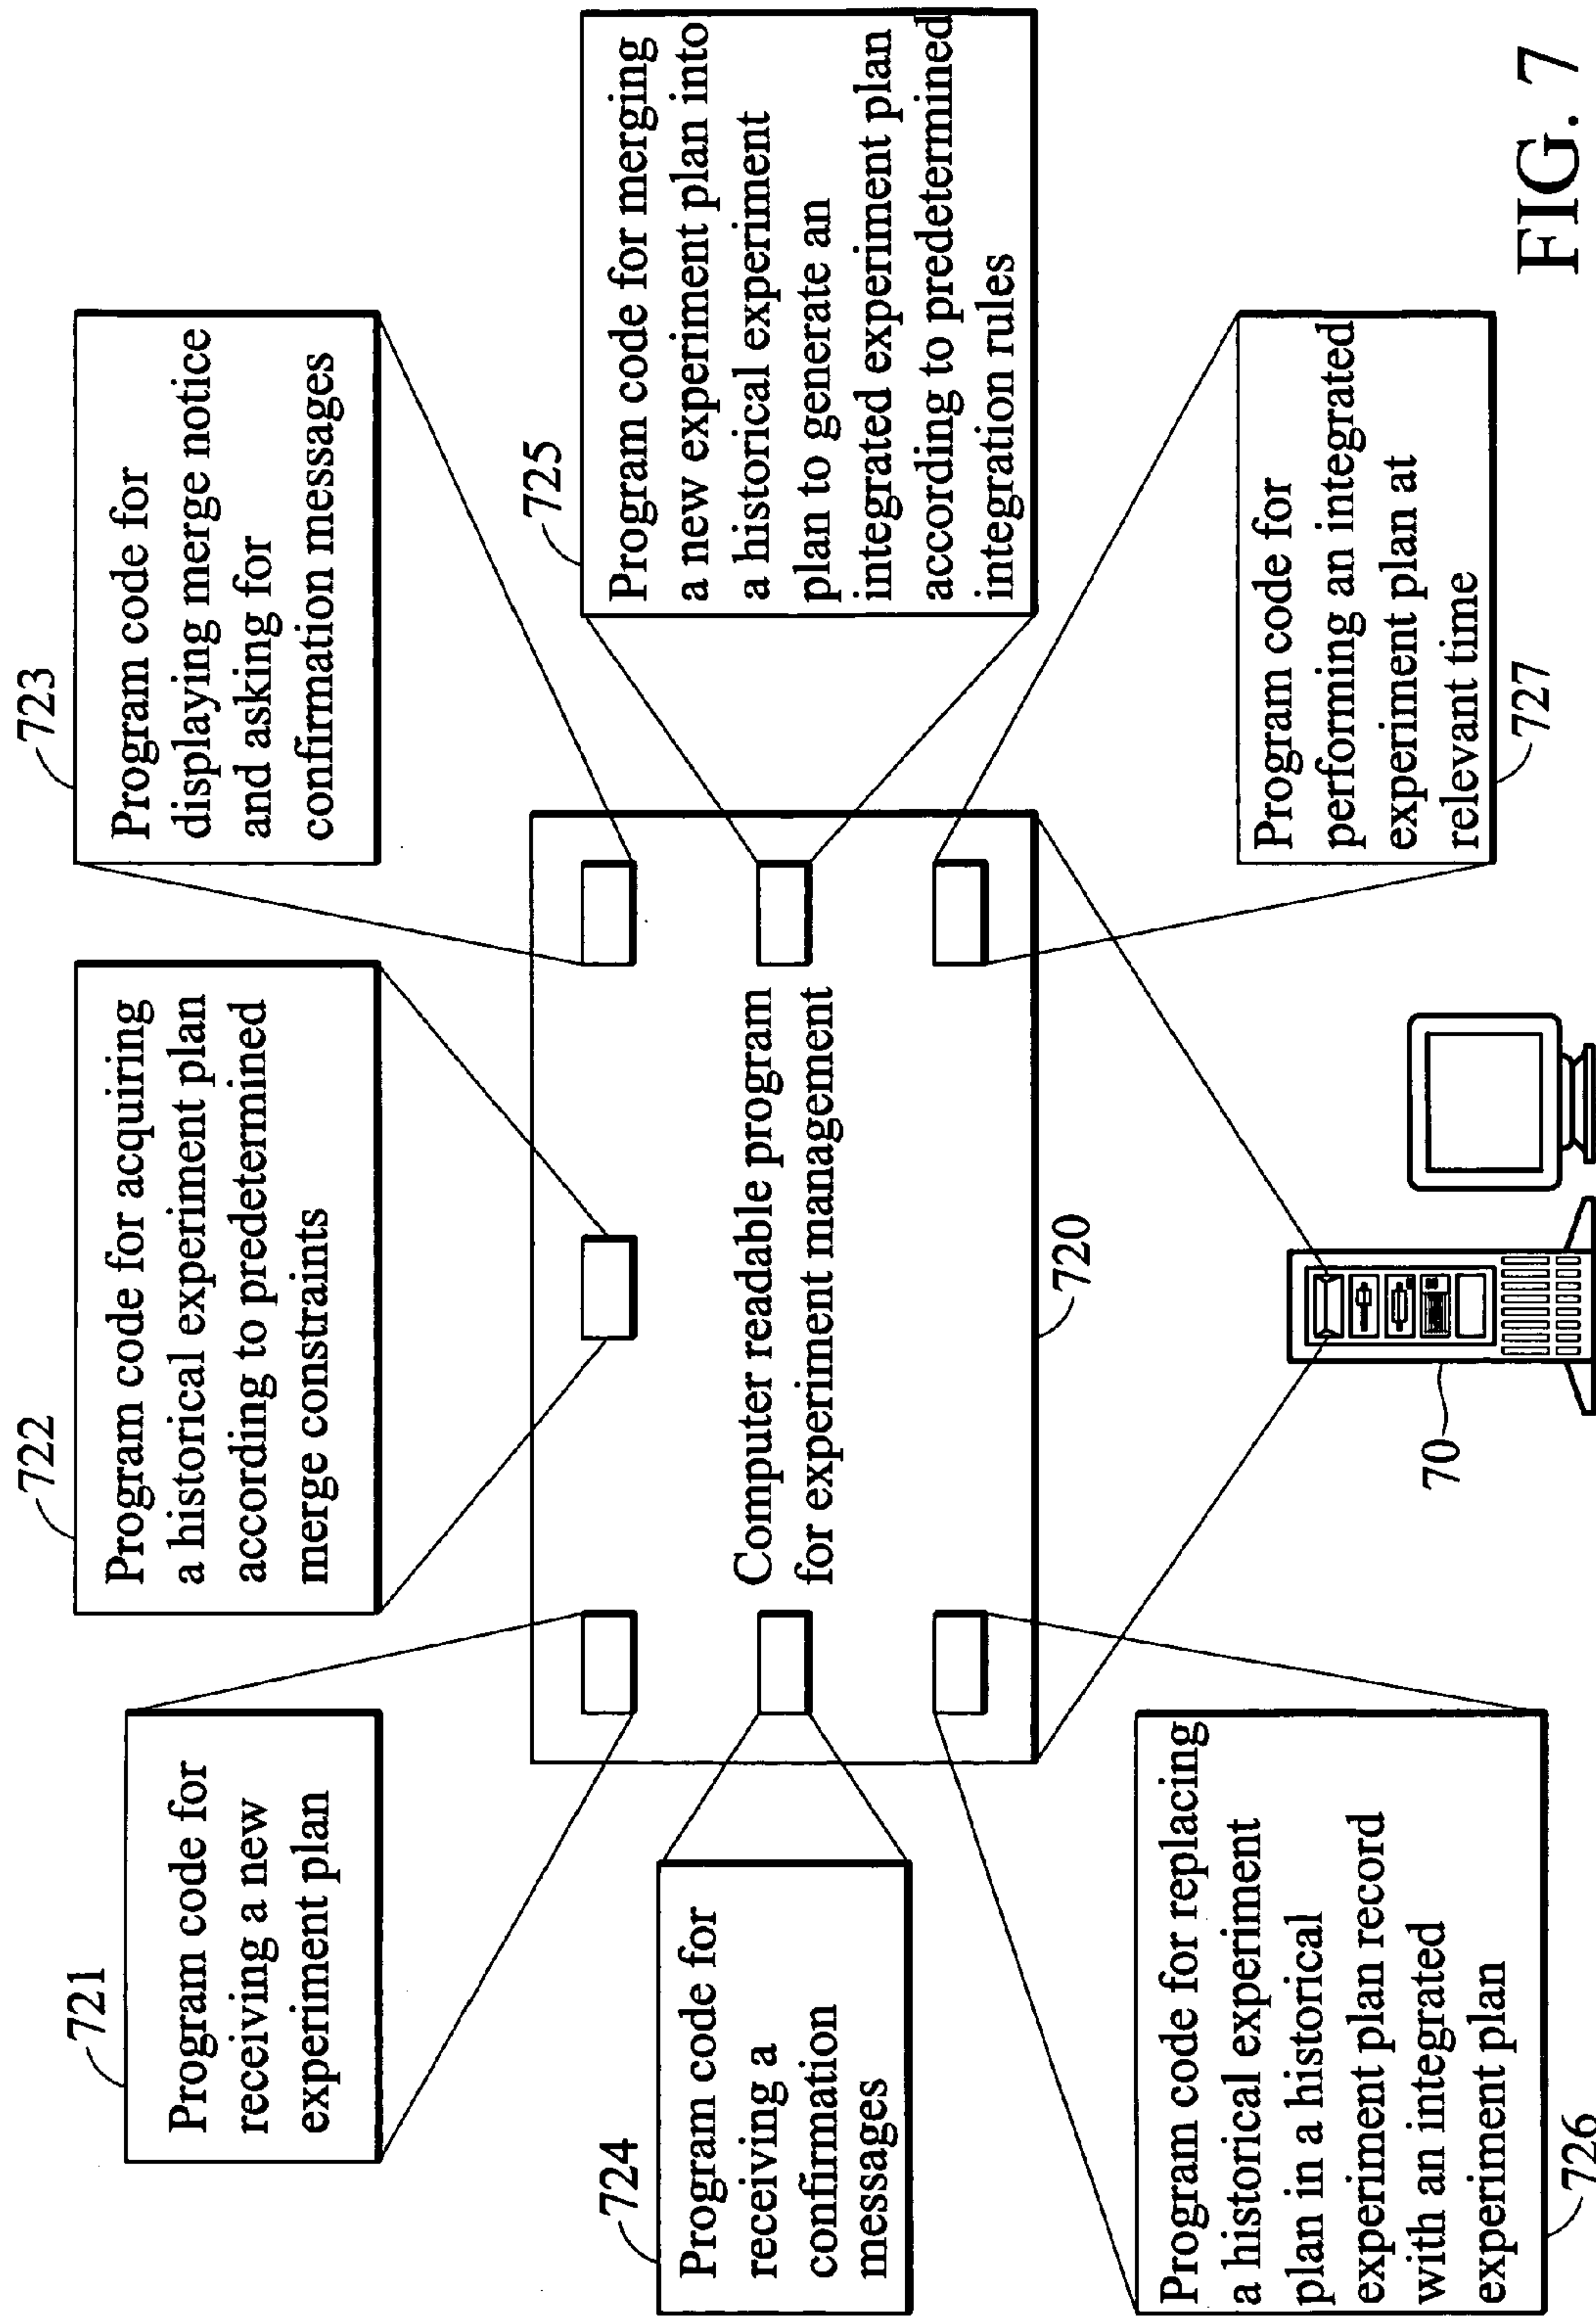 721
Program code for
receiving a new
experiment plan
722
Program code for acquiring
a historical experiment plan
according to predetermined
merge constraints
723
Program code for
displaying merge notice
and asking for
confirmation messages
724
Program code for
receiving a
confirmation
messages
Computer readable program
for experiment management
720
725
Program code for merging
a new experiment plan into
a historical experiment
plan to generate an
integrated experiment plan
according to predetermined
integration rules
Program code for replacing
a historical experiment
plan in a historical
experiment plan record
with an integrated
experiment plan
726
70
Program code for
performing an integrated
experiment plan at
relevant time
727
FIG. 7